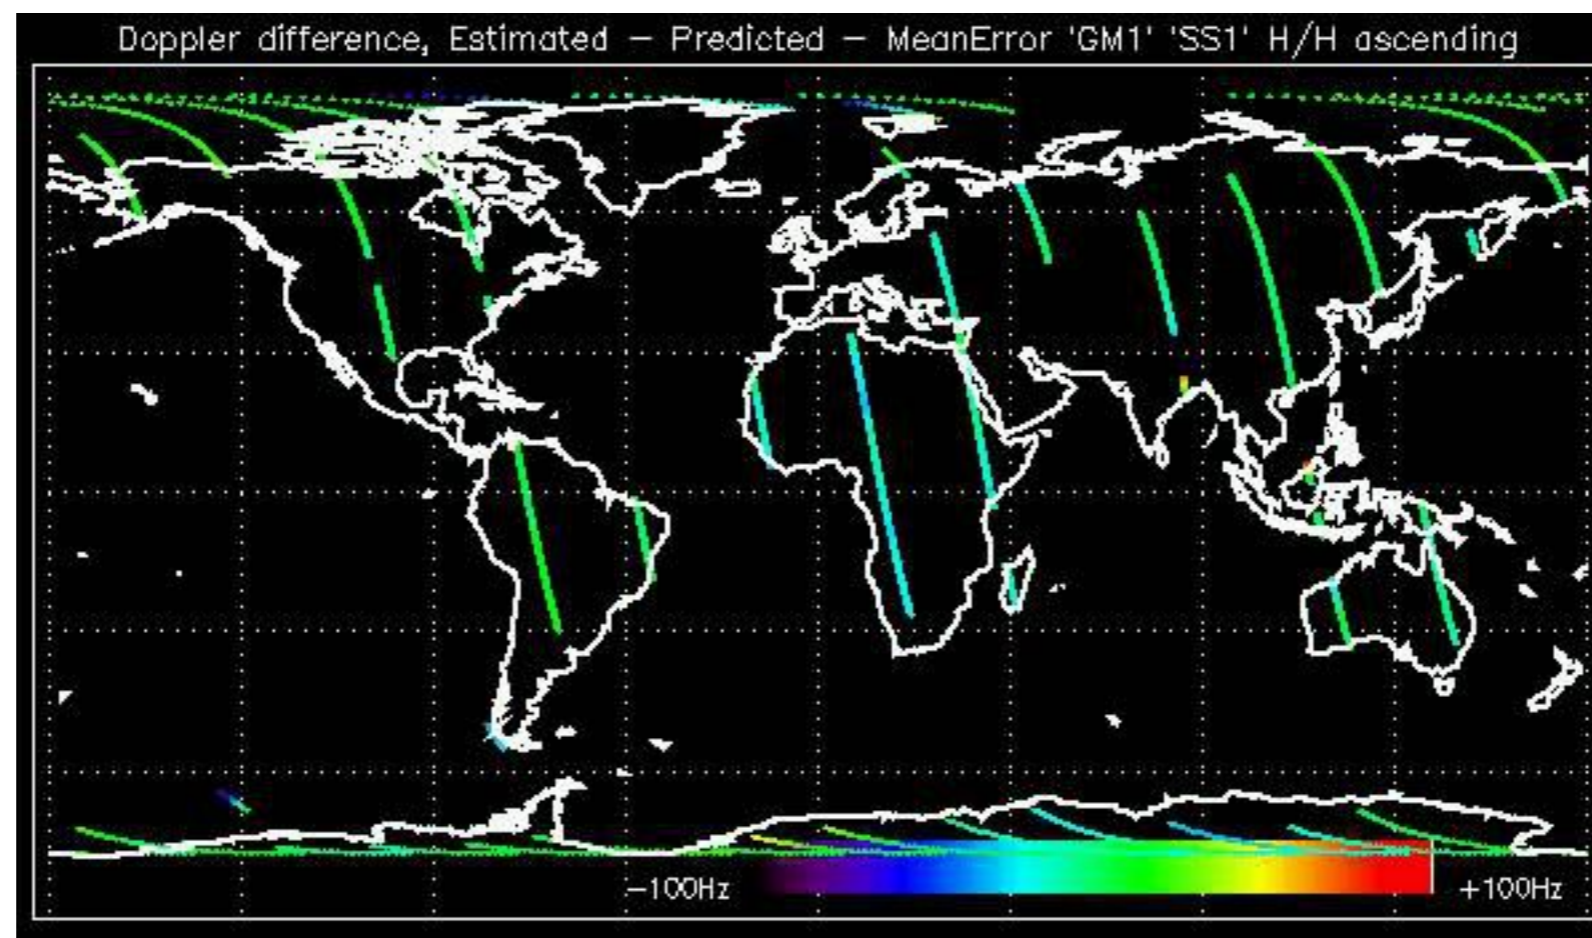 Doppler difference, Estimated - Predicted - MeanError 'GM1' 'SS1' H/H ascending
-100Hz
+100Hz